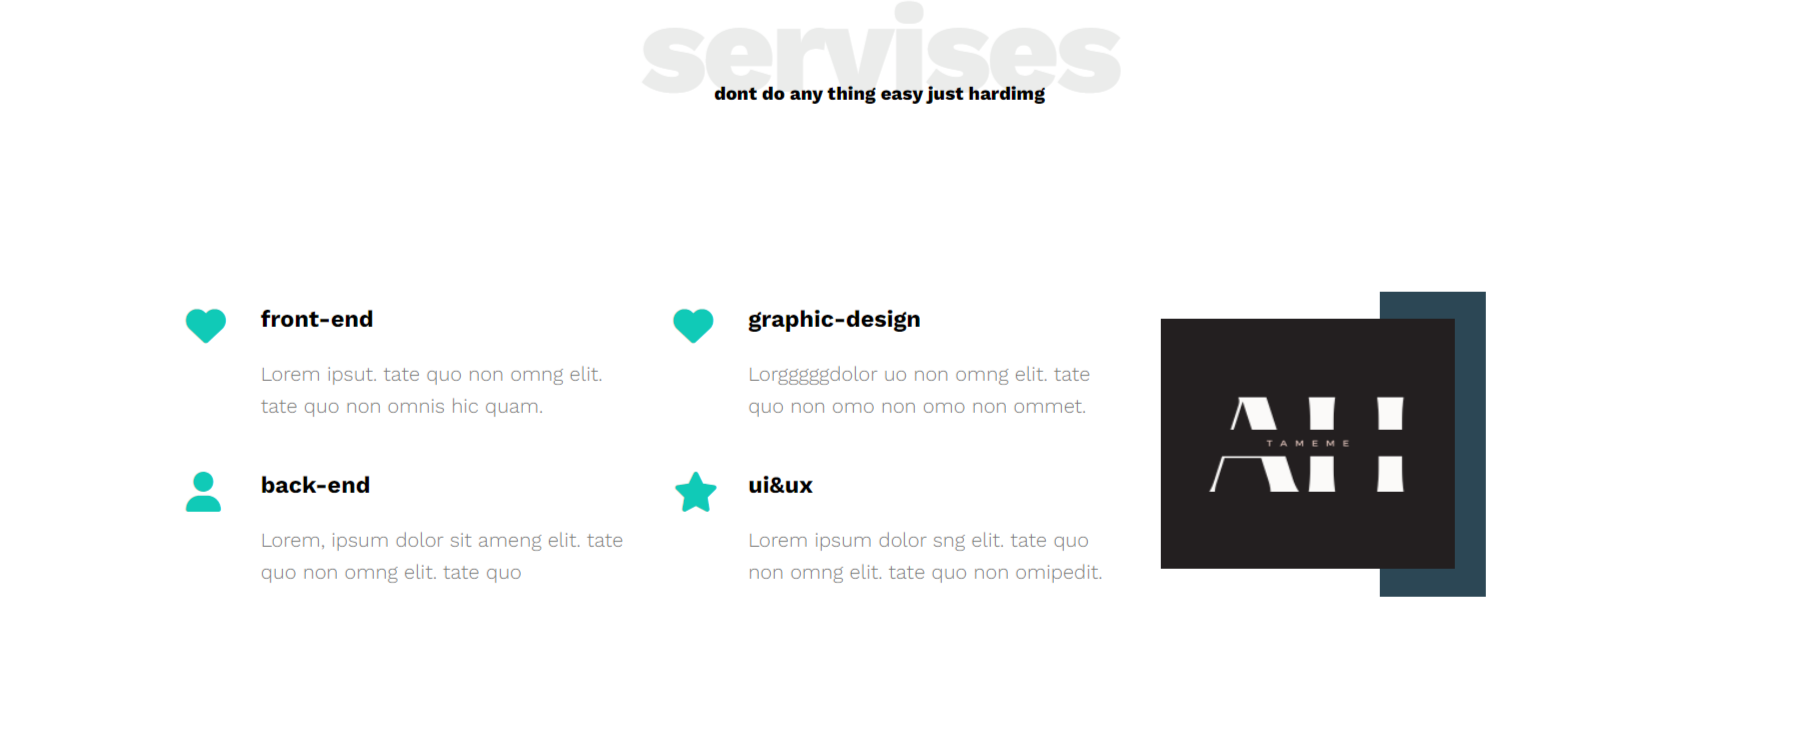 servises
dont do any thing easy just hardimg
front-end
Lorem ipsut. tate quo non omng elit.
tate quo non omnis hic quam.
graphic-design
Lorgggggdolor uo non omng elit. tate
quo non omo non omo non ommet.
back-end
Lorem, ipsum dolor sit ameng elit. tate
quo non omng elit. tate quo
ui&ux
Lorem ipsum dolor sng elit. tate quo
non omng elit. tate quo non omipedit.
AH
TAMEME